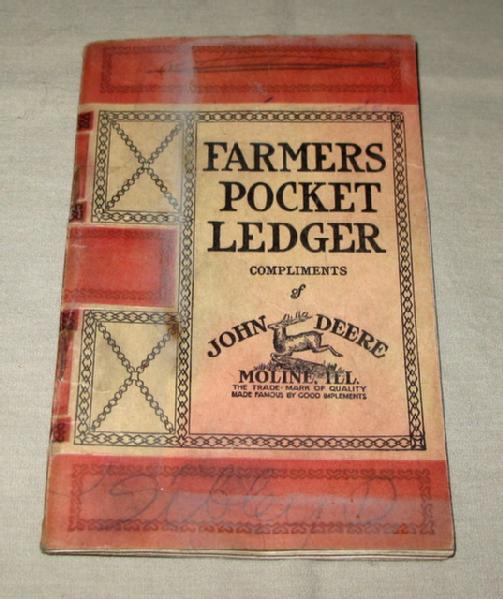 FARMERS
POCKET
LEDGER
COMPLIMENTS
of
JOHN DEERE
MOLINE, ILL.
THE TRADE-MARK OF QUALITY
MADE FAMOUS BY GOOD IMPLEMENTS